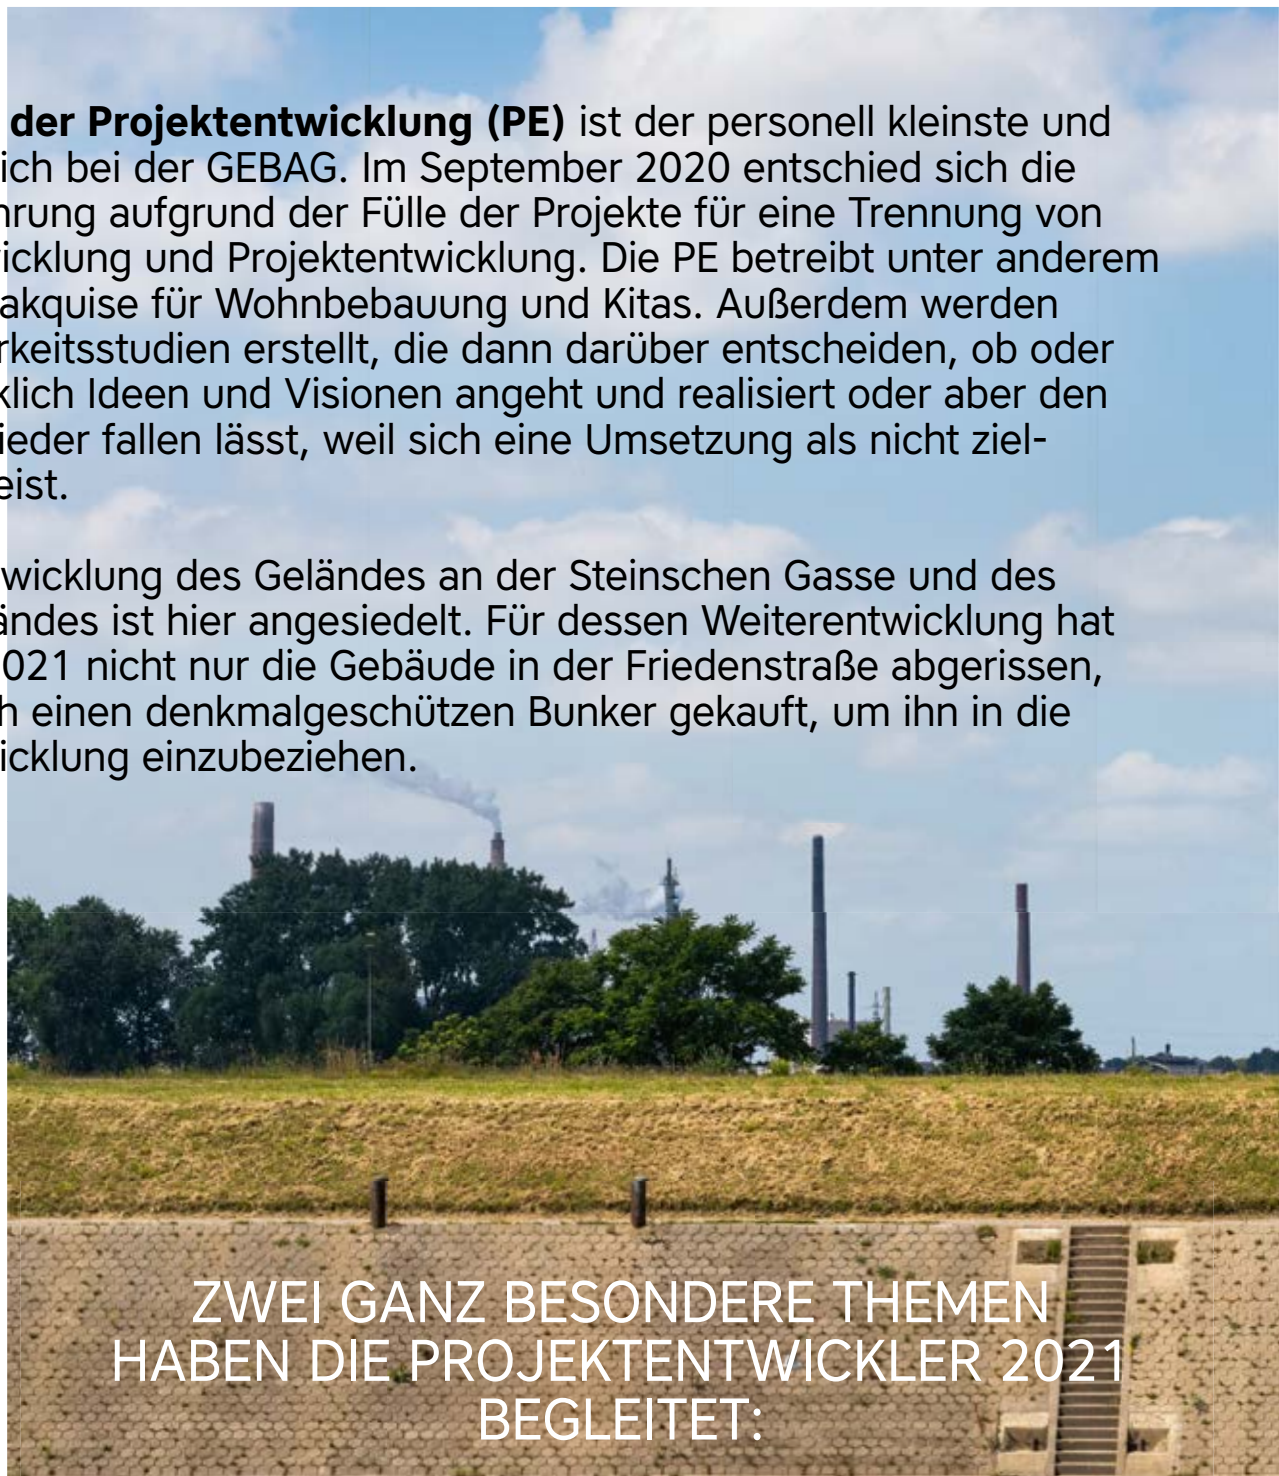 der Projektentwicklung (PE) ist der personell kleinste und
ich bei der GEBAG. Im September 2020 entschied sich die
hrung aufgrund der Fülle der Projekte für eine Trennung von
icklung und Projektentwicklung. Die PE betreibt unter anderem
akquise für Wohnbebauung und Kitas. Außerdem werden
rkeitsstudien erstellt, die dann darüber entscheiden, ob oder
klich Ideen und Visionen angeht und realisiert oder aber den
ieder fallen lässt, weil sich eine Umsetzung als nicht ziel-
eist.
wicklung des Geländes an der Steinschen Gasse und des
ändes ist hier angesiedelt. Für dessen Weiterentwicklung hat
021 nicht nur die Gebäude in der Friedenstraße abgerissen,
h einen denkmalgeschützen Bunker gekauft, um ihn in die
icklung einzubeziehen.
ZWEI GANZ BESONDERE THEMEN
HABEN DIE PROJEKTENTWICKLER 2021
BEGLEITET: